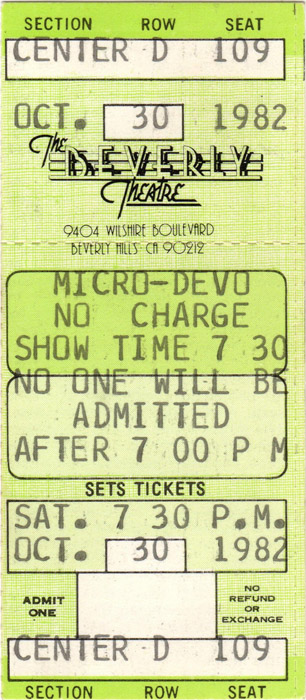 SECTION ROW SEAT
CENTER D 109
OCT. 30 1982
The BEVERLY
Theatre
9404 WILSHIRE BOULEVARD
BEVERLY HILLS CA 90212
MICRO-DEVO
NO CHARGE
SHOW TIME 7 30
NO ONE WILL BE
ADMITTED
AFTER 7 00 P M
SETS TICKETS
SAT. 7 30 P.M.
OCT. 30 1982
ADMIT
ONE
NO
REFUND
OR
EXCHANGE
CENTER D 109
SECTION ROW SEAT